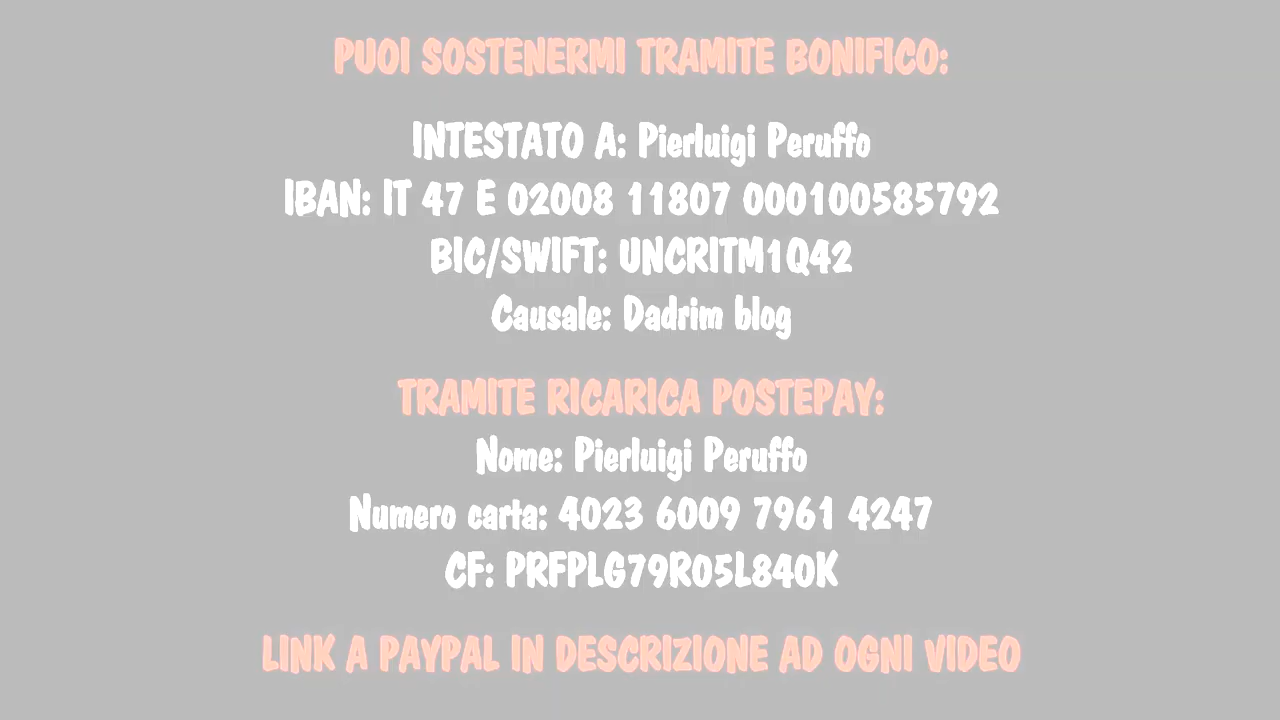 PUOI SOSTENERMI TRAMITE BONIFICO:
INTESTATO A: Pierluigi Peruffo
IBAN: IT 47 E 02008 11807 000100585792
BIC/SWIFT: UNCRITM1Q42
Causale: Dadrim blog
TRAMITE RICARICA POSTEPAY:
Nome: Pierluigi Peruffo
Numero carta: 4023 6009 7961 4247
CF: PRFPLG79R05L840K
LINK A PAYPAL IN DESCRIZIONE AD OGNI VIDEO